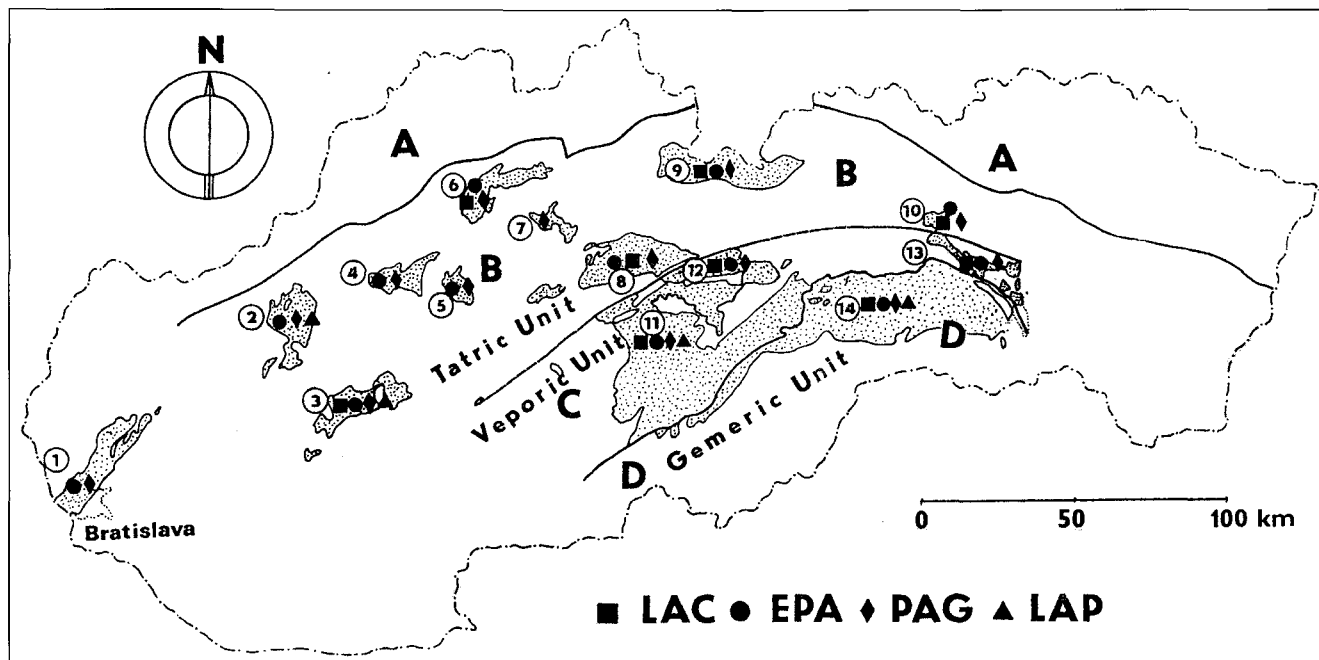 N
A
A
B
9
6
10
7
13
B
4
12
8
5
2
14
11
D
Tatric Unit
Veporic Unit
Gemeric Unit
C
3
D
1
Bratislava
0 50 100 km
LAC EPA PAG LAP